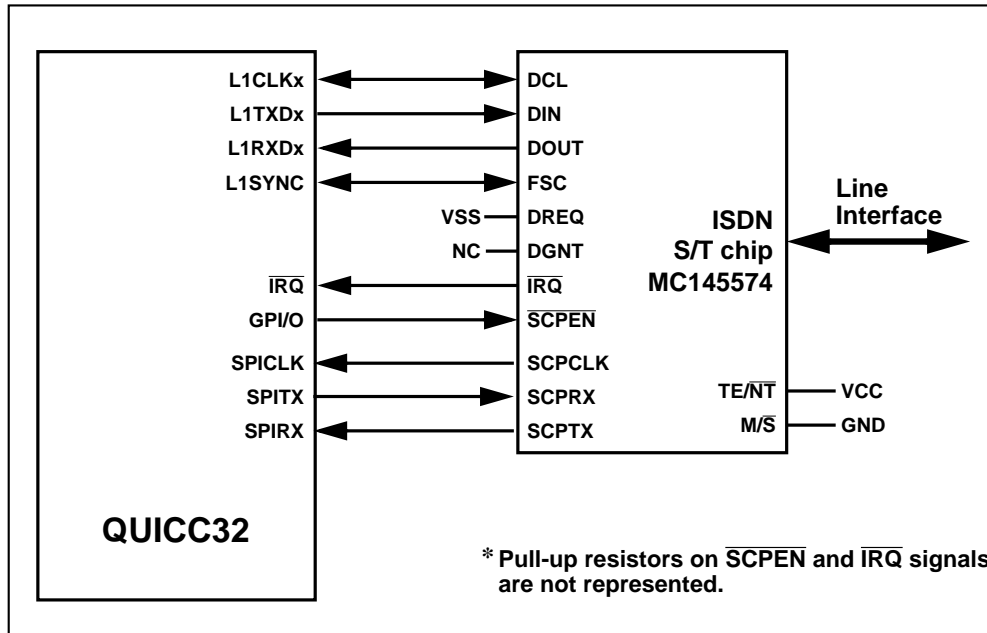 L1CLKx DCL
L1TXDx DIN
L1RXDx DOUT
L1SYNC FSC
VSS DREQ
NC DGNT
IRQ IRQ
GPI/O SCPEN
SPICLK SCPCLK
SPITX SCPRX
SPIRX SCPTX
ISDN
S/T chip
MC145574
Line
Interface
TE/NT VCC
M/S GND
QUICC32
* Pull-up resistors on SCPEN and IRQ signals
are not represented.